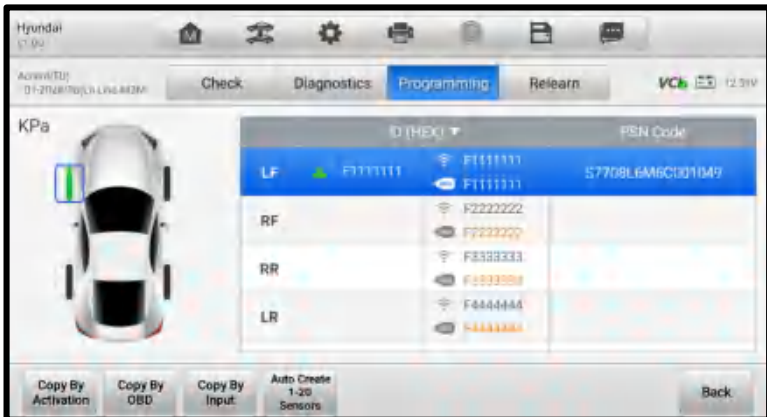 Hyundai
Check Diagnostics Programming Relearn VCI
KPa
ID (HEX) ▼ PSN Code
LF F1111111 F1111111
F1111111
RF F2222222
F2222222
RR F3333333
F3333333
LR F4444444
F4444444
Copy By Activation
Copy By OBD
Copy By Input
Auto Create 1-20 Sensors
Back